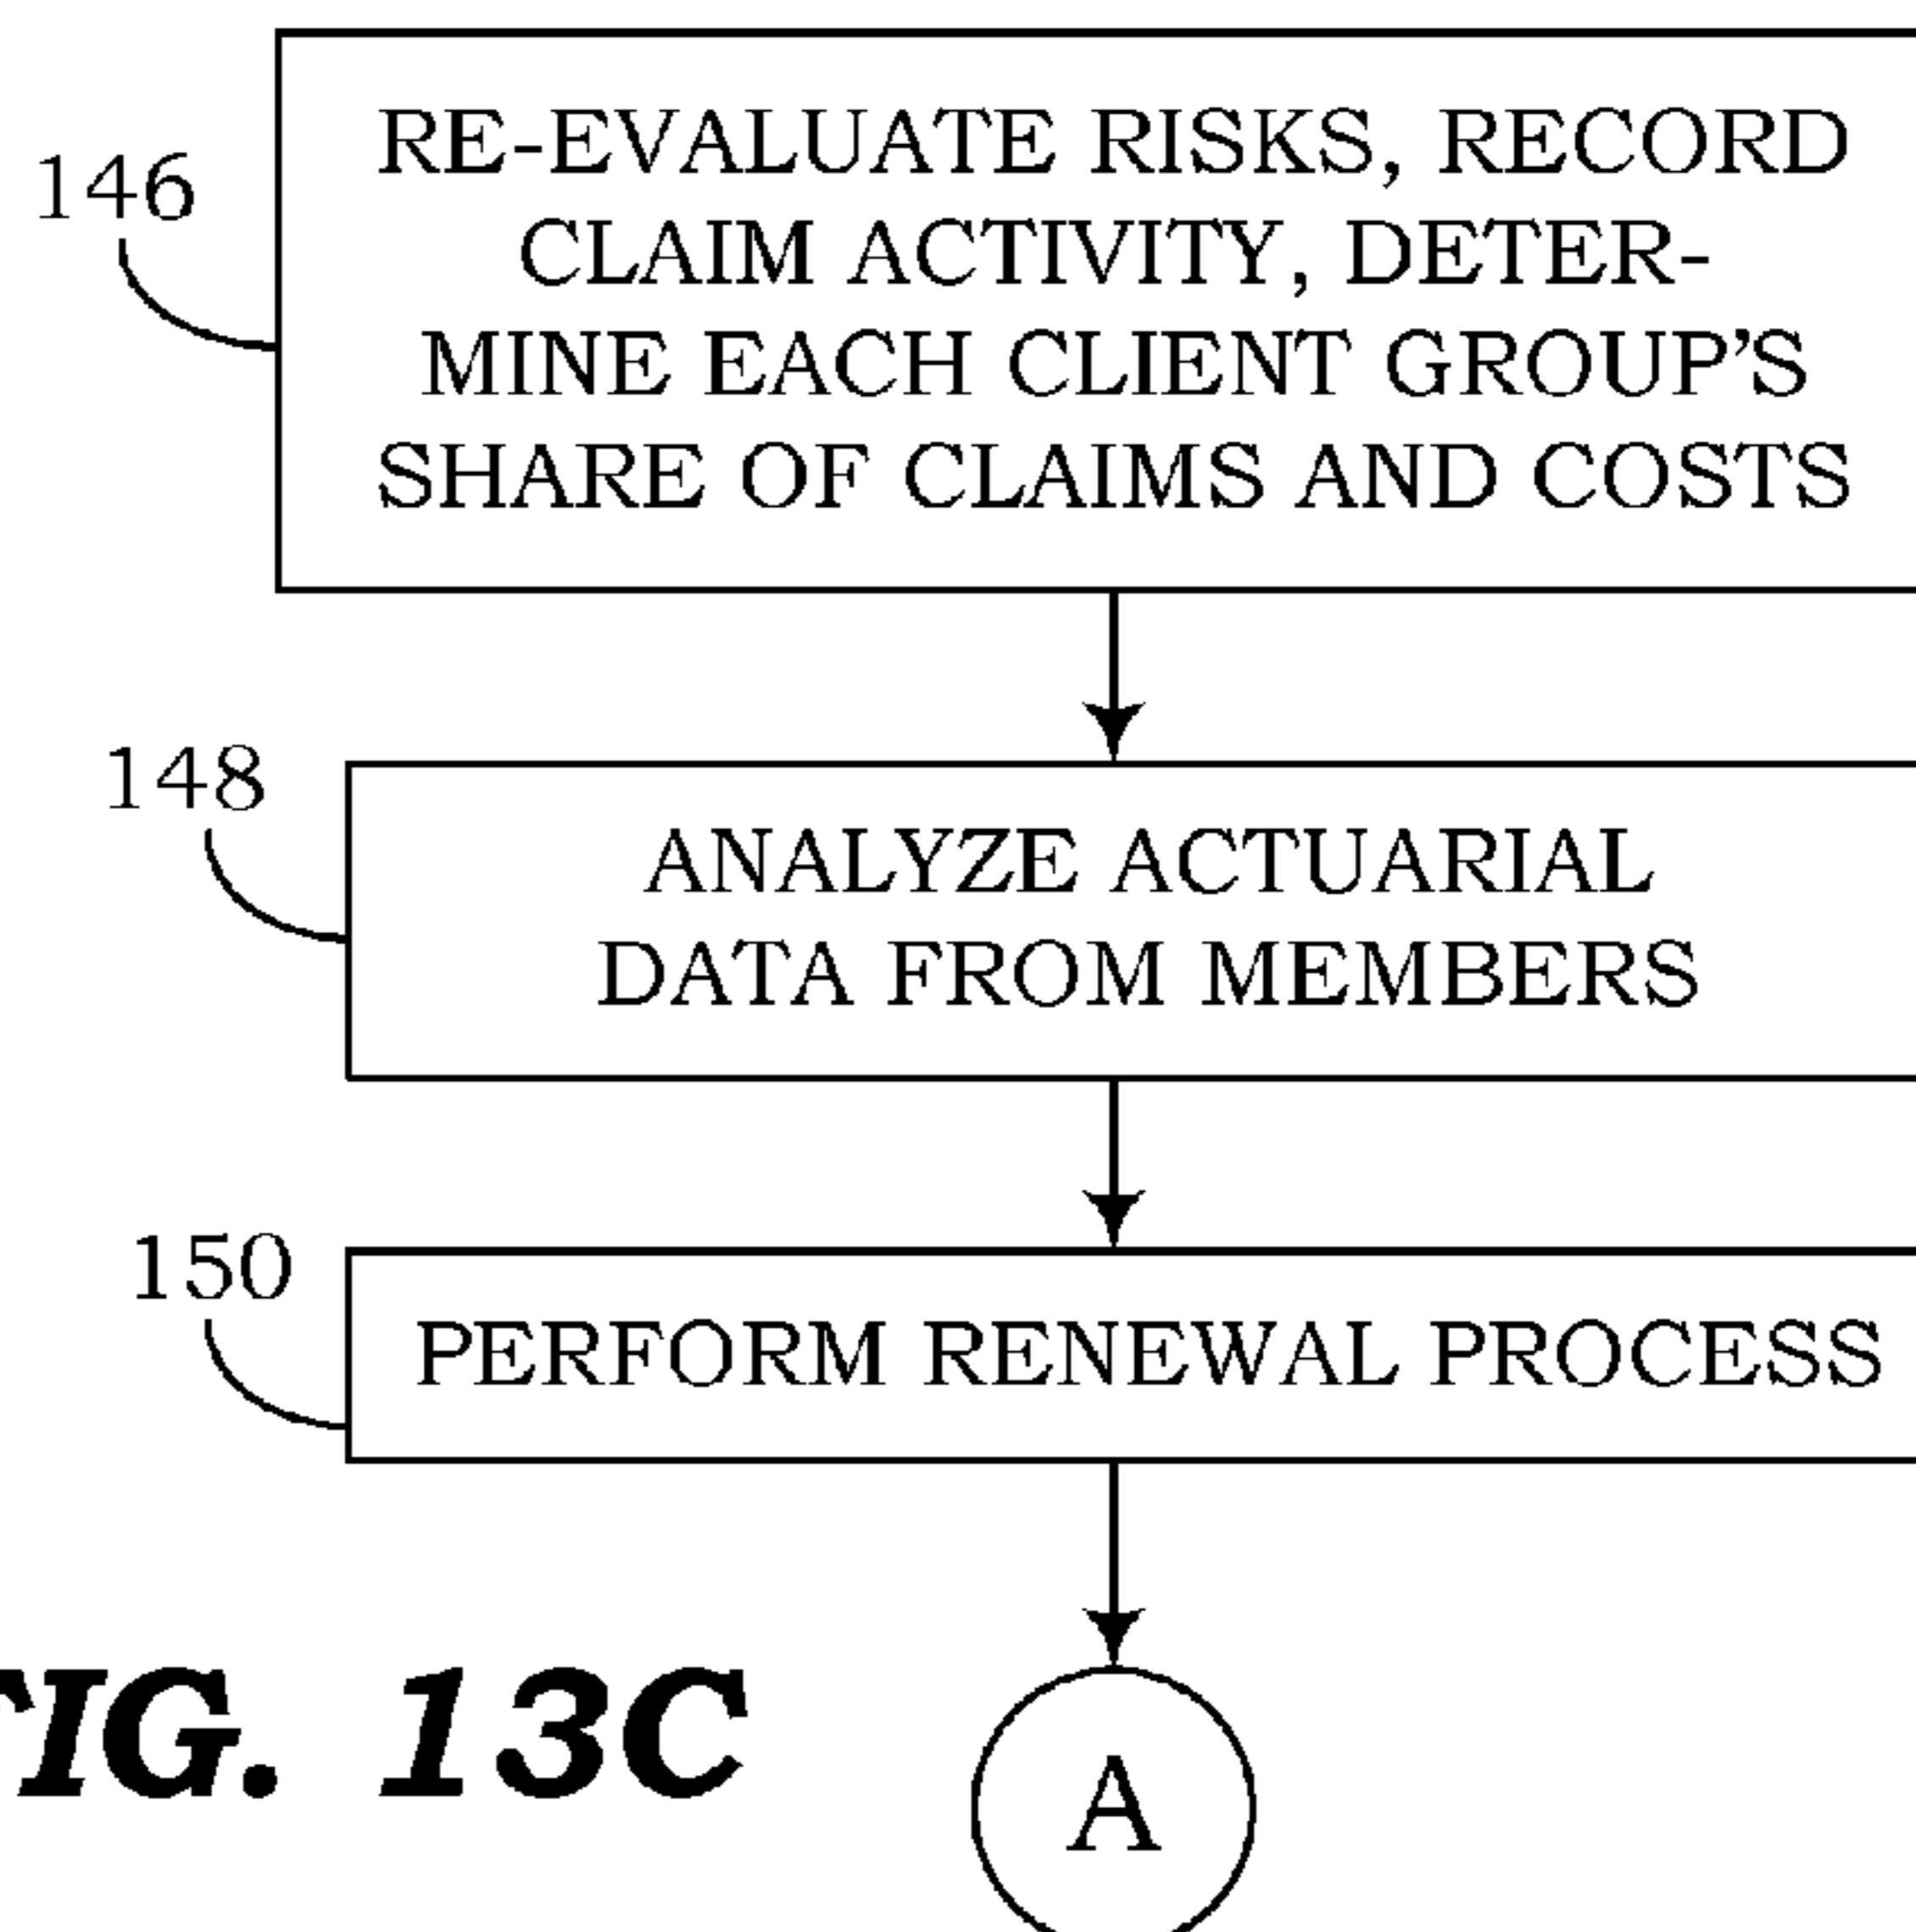 146
RE-EVALUATE RISKS, RECORD
CLAIM ACTIVITY, DETER-
MINE EACH CLIENT GROUP’S
SHARE OF CLAIMS AND COSTS
148
ANALYZE ACTUARIAL
DATA FROM MEMBERS
150
PERFORM RENEWAL PROCESS
FIG. 13C
A